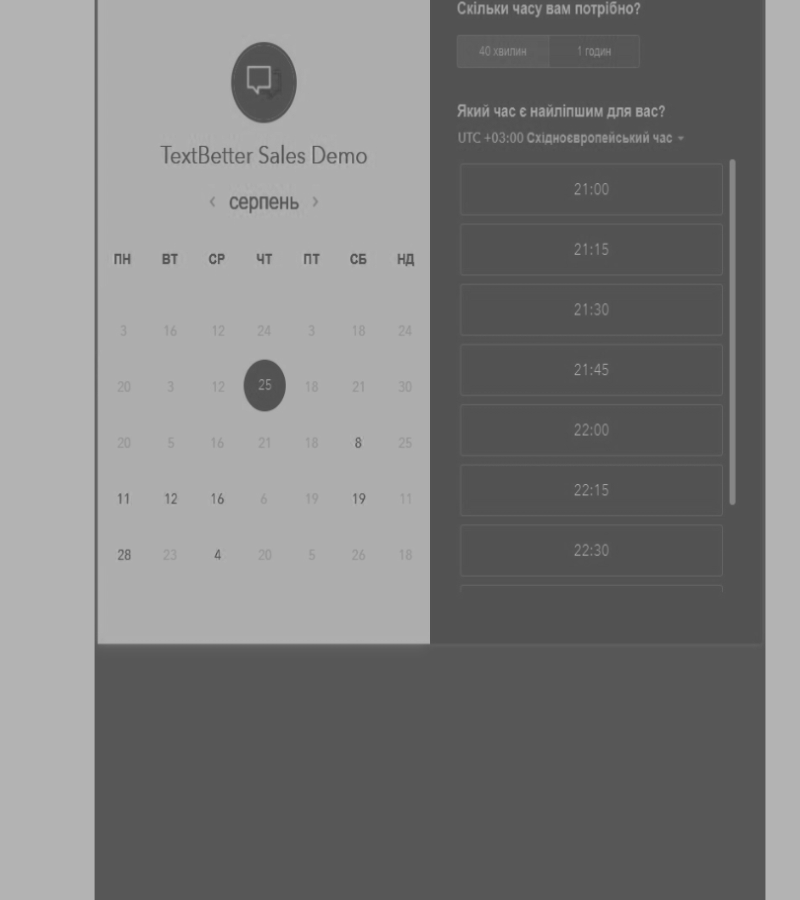 TextBetter Sales Demo
‹ серпень ›
ПН ВТ СР ЧТ ПТ СБ НД
3 16 12 24 3 18 24
20 3 12 25 18 21 30
20 5 16 21 18 8 25
11 12 16 6 19 19 11
28 23 4 20 5 26 18
Скільки часу вам потрібно?
40 хвилин 1 годин
Який час є найліпшим для вас?
UTC +03:00 Східноєвропейський час
21:00
21:15
21:30
21:45
22:00
22:15
22:30